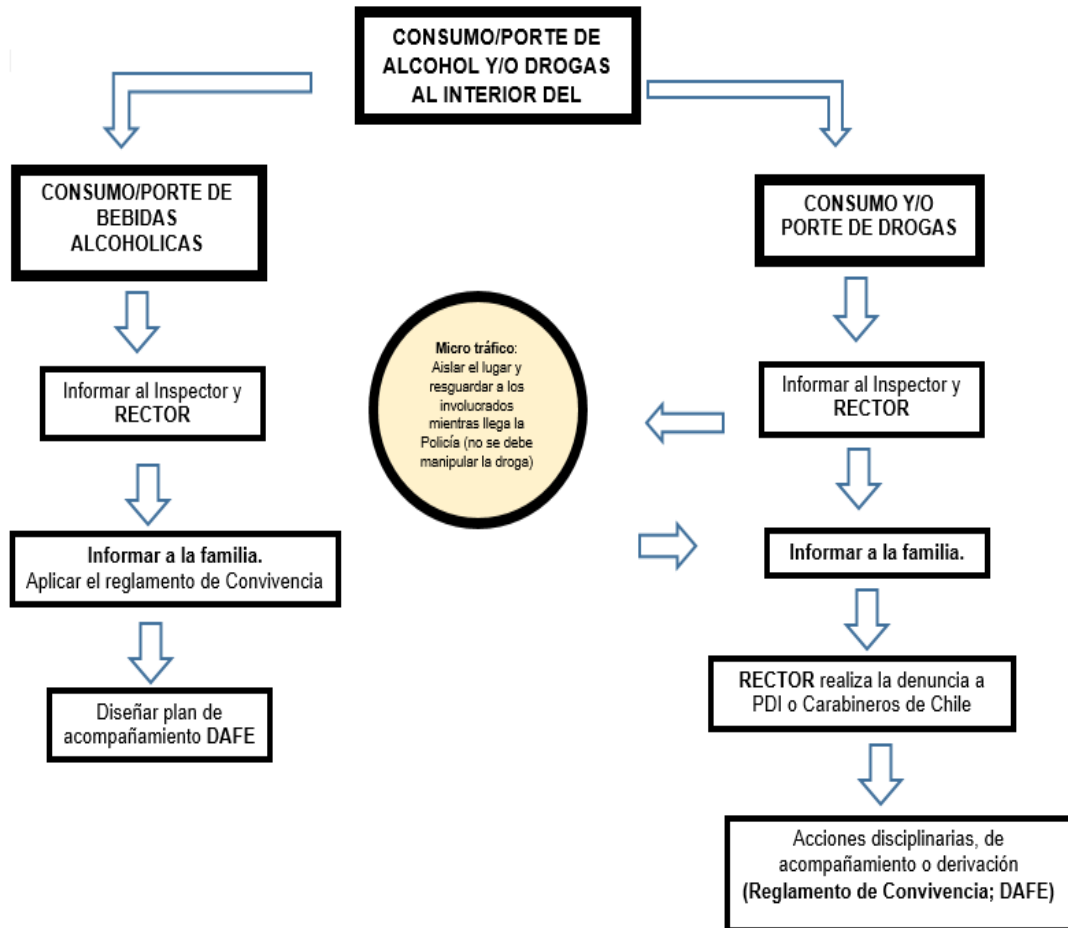 CONSUMO/PORTE DE
ALCOHOL Y/O DROGAS
AL INTERIOR DEL
CONSUMO/PORTE DE
BEBIDAS
ALCOHOLICAS
Informar al Inspector y
RECTOR
Informar a la familia.
Aplicar el reglamento de Convivencia
Diseñar plan de
acompañamiento DAFE
Micro tráfico:
Aislar el lugar y
resguardar a los
involucrados
mientras llega la
Policía (no se debe
manipular la droga)
CONSUMO Y/O
PORTE DE DROGAS
Informar al Inspector y
RECTOR
Informar a la familia.
RECTOR realiza la denuncia a
PDI o Carabineros de Chile
Acciones disciplinarias, de
acompañamiento o derivación
(Reglamento de Convivencia; DAFE)